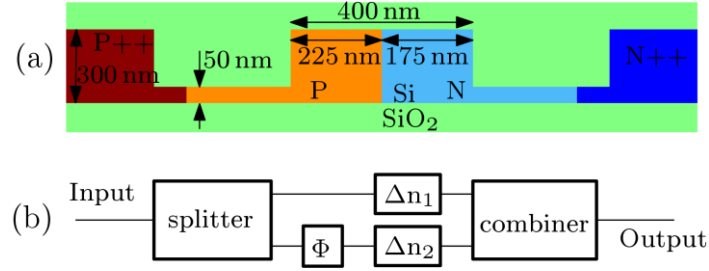 400 nm
(a)
P++
50 nm
225 nm
175 nm
N++
300 nm
P
Si
N
SiO₂
(b)
Input
splitter
Δn₁
Φ
Δn₂
combiner
Output